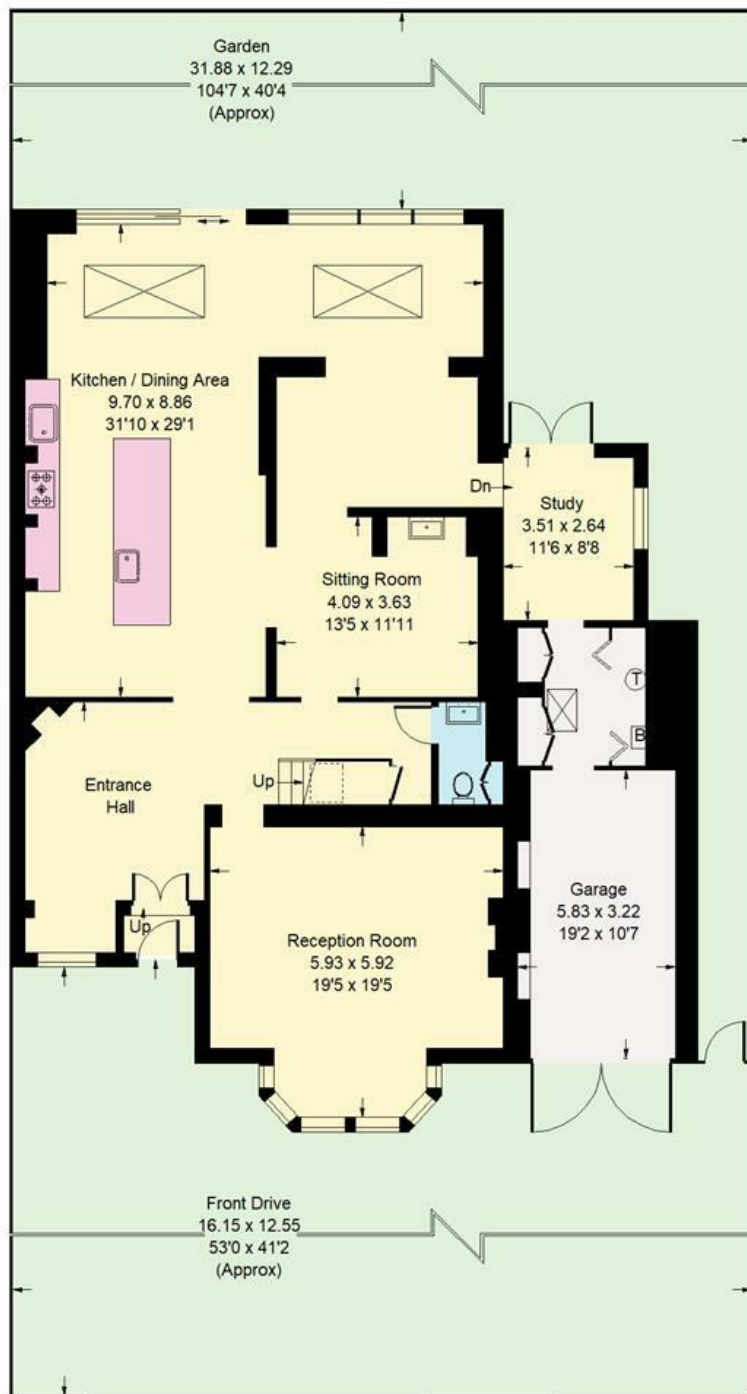 Garden
31.88 x 12.29
104'7 x 40'4
(Approx)
Kitchen / Dining Area
9.70 x 8.86
31'10 x 29'1
Dn
Study
3.51 x 2.64
11'6 x 8'8
Sitting Room
4.09 x 3.63
13'5 x 11'11
T
B
Up
Entrance
Hall
Up
Garage
5.83 x 3.22
19'2 x 10'7
Reception Room
5.93 x 5.92
19'5 x 19'5
Front Drive
16.15 x 12.55
53'0 x 41'2
(Approx)